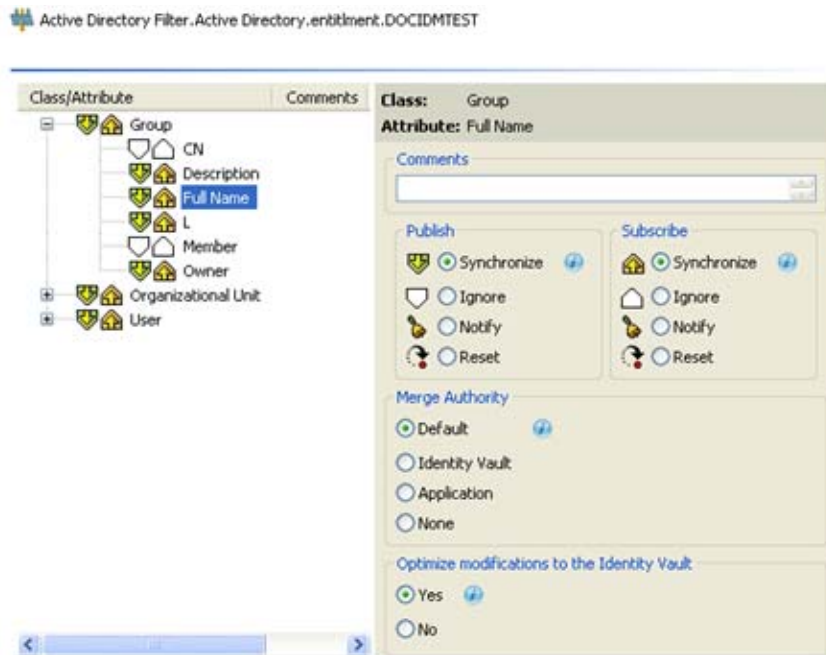 Active Directory Filter.Active Directory.entitlment.DOCIDMTEST
Class/Attribute Comments
Group
CN
Description
Full Name
L
Member
Owner
Organizational Unit
User
Class: Group
Attribute: Full Name
Comments
Publish
Synchronize
Ignore
Notify
Reset
Subscribe
Synchronize
Ignore
Notify
Reset
Merge Authority
Default
Identity Vault
Application
None
Optimize modifications to the Identity Vault
Yes
No